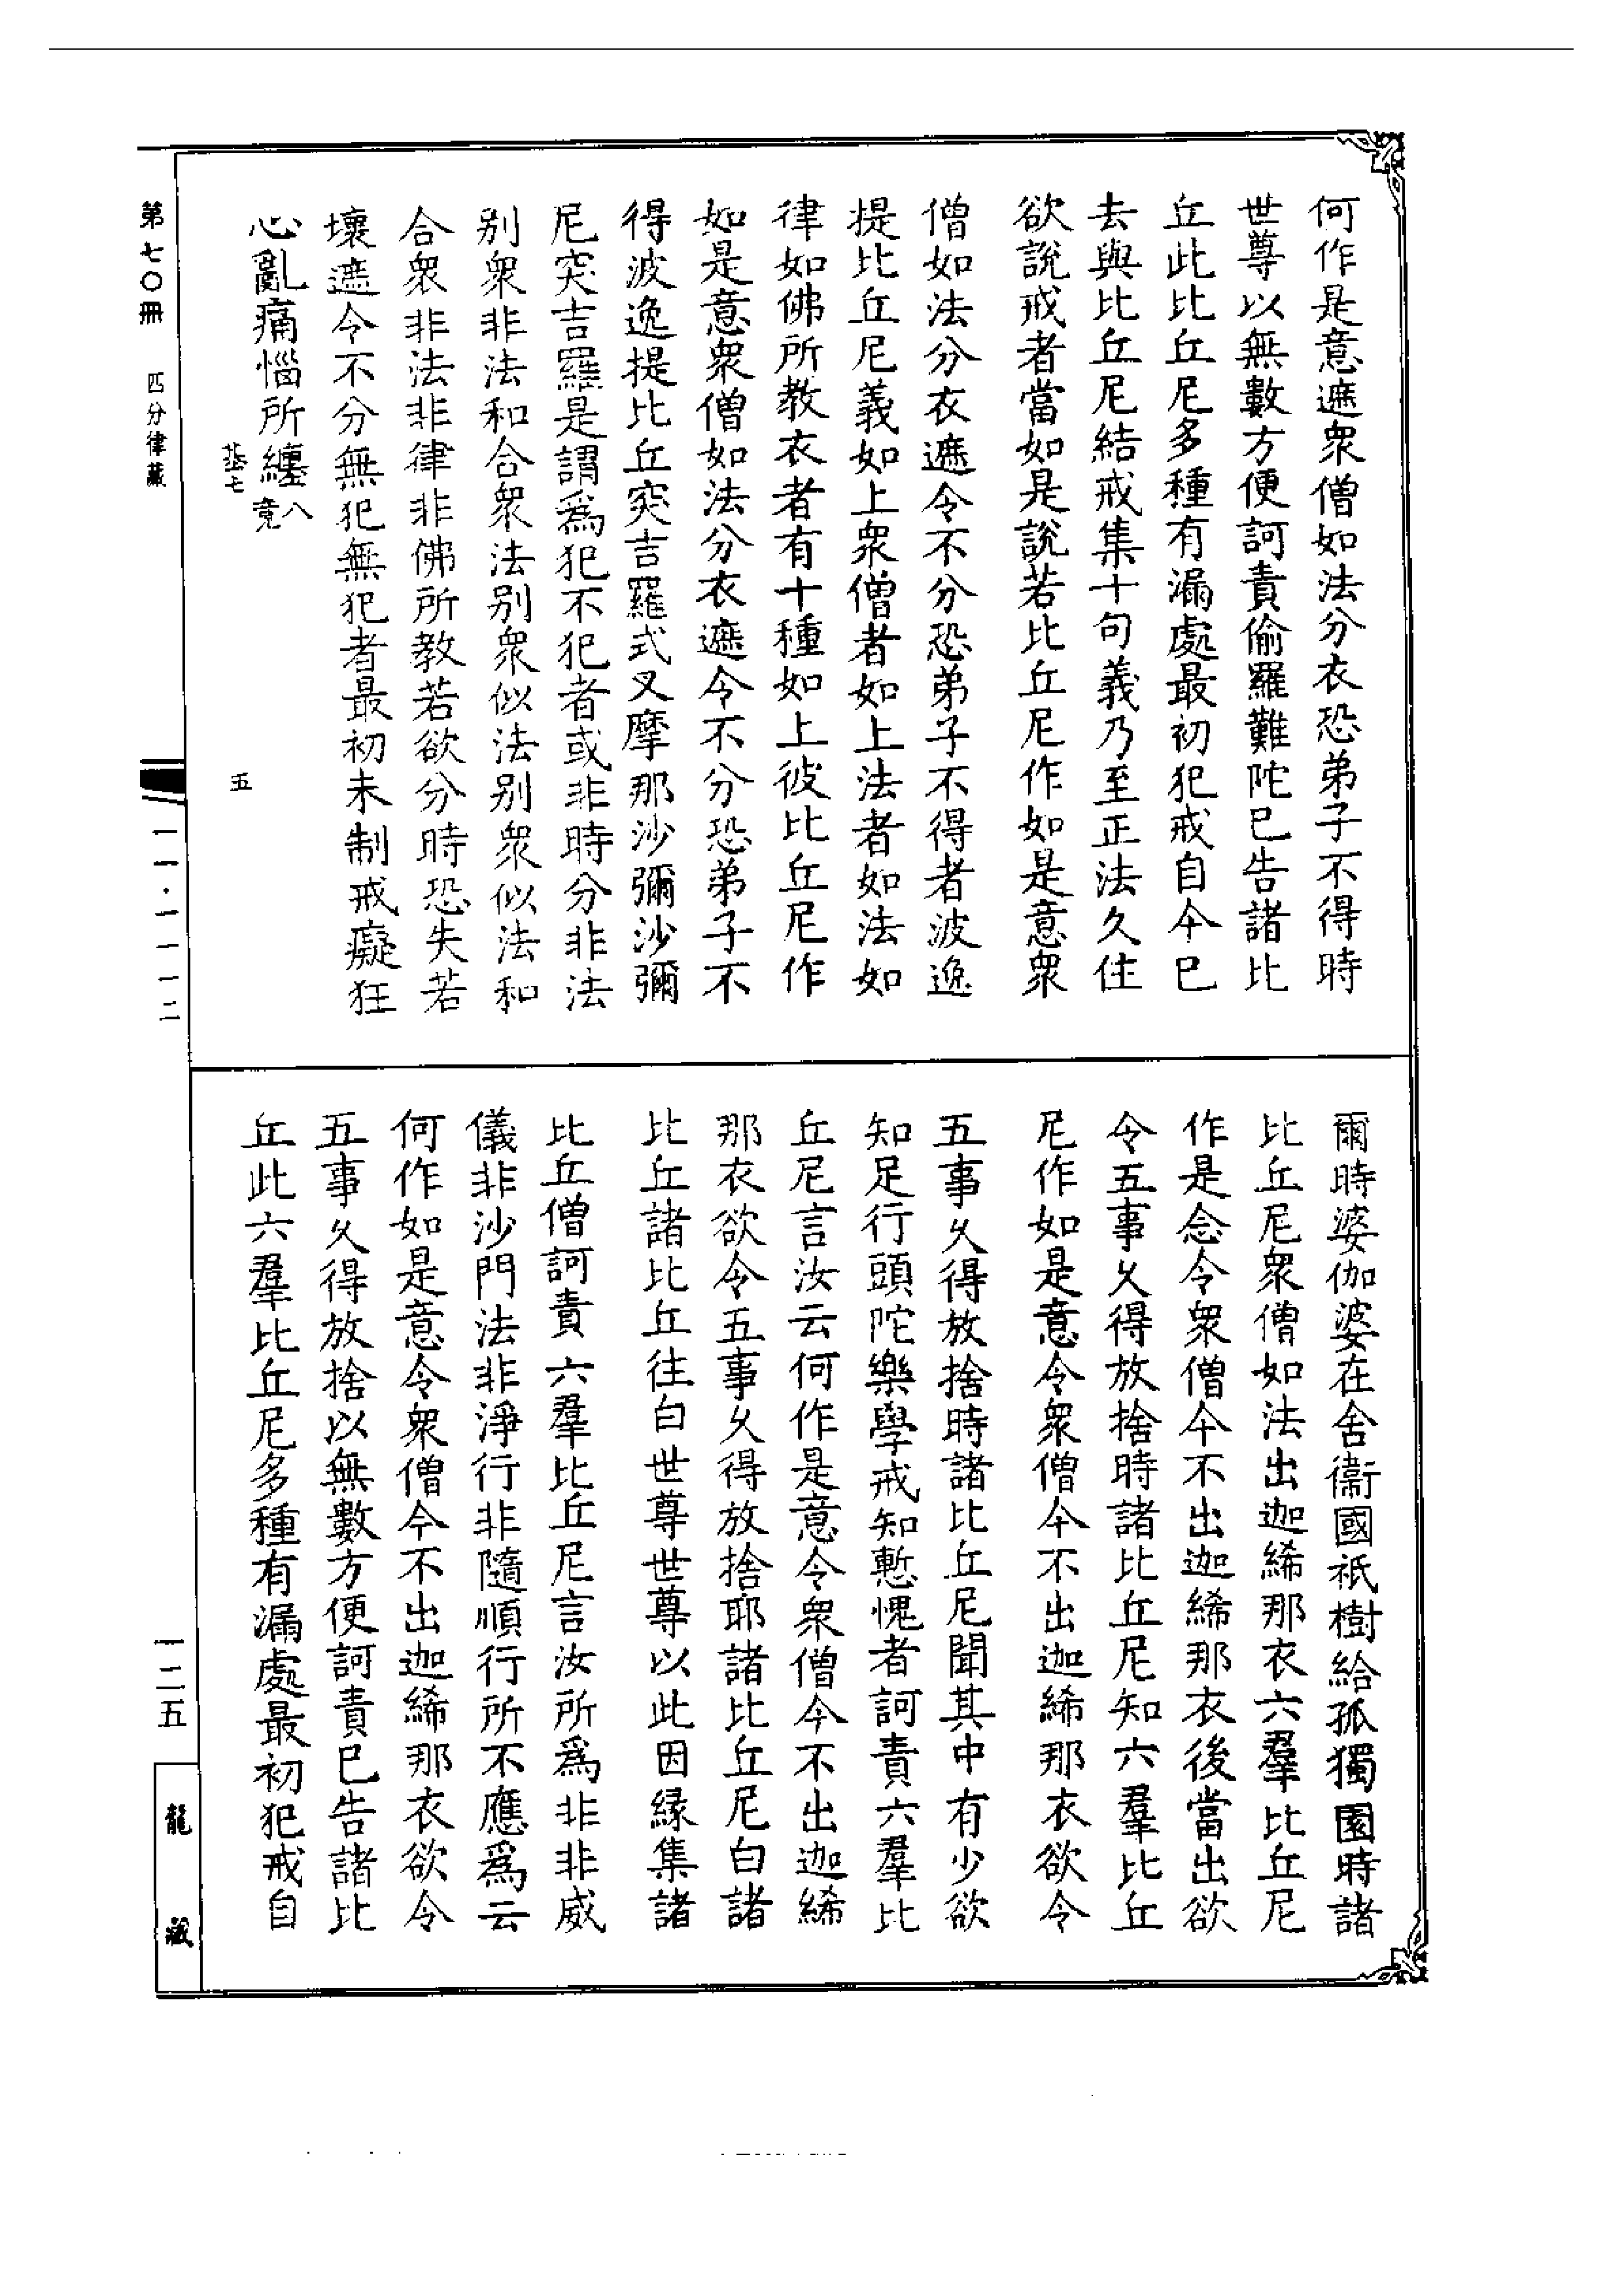 何作是意遮衆僧如法分衣恐弟子不得時
世尊以無數方便訶責偷羅難陀已告諸比
丘此比丘尼多種有漏處最初犯戒自今已
去與比丘尼結戒集十句義乃至正法久住
欲說戒者當如是說若比丘尼作如是意衆
僧如法分衣遮令不分恐弟子不得者波逸
提比丘尼義如上衆僧者如上法者如法如
律如佛所教衣者有十種如上彼比丘尼作
如是意衆僧如法分衣遮令不分恐弟子不
得波逸提比丘突吉羅式叉摩那沙彌沙彌
尼突吉羅是謂爲犯不犯者或非時分非法
别衆非法和合衆法别衆似法别衆似法和
合衆非法非律非佛所教若欲分時恐失若
壞遮令不分無犯無犯者最初未制戒癡狂
心亂痛惱所纏八竟
爾時婆伽婆在舍衞國祇樹給孤獨園時諸
比丘尼衆僧如法出迦絺那衣六羣比丘尼
作是念令衆僧今不出迦絺那衣後當出欲
令五事久得放捨時諸比丘尼知六羣比丘
尼作如是意令衆僧今不出迦絺那衣欲令
五事久得放捨時諸比丘尼聞其中有少欲
知足行頭陀樂學戒知慙愧者訶責六羣比
丘尼言汝云何作是意令衆僧今不出迦絺
那衣欲令五事久得放捨耶諸比丘尼白諸
比丘諸比丘往白世尊世尊以此因緣集諸
比丘僧訶責六羣比丘尼言汝所爲非非威
儀非沙門法非淨行非隨順行所不應爲云
何作如是意令衆僧今不出迦絺那衣欲令
五事久得放捨以無數方便訶責已告諸比
丘此六羣比丘尼多種有漏處最初犯戒自
基七
五
第七〇冊
四分律藏
一一·一一一二
一二五
龍藏